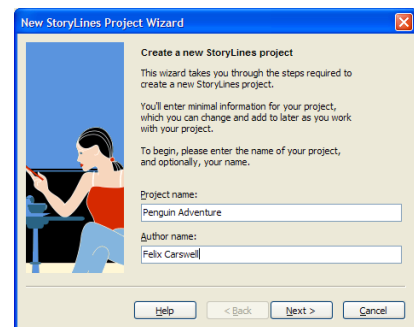 New StoryLines Project Wizard
Create a new StoryLines project
This wizard takes you through the steps required to
create a new StoryLines project.
You'll enter minimal information for your project,
which you can change and add to later as you work
with your project.
To begin, please enter the name of your project,
and optionally, your name.
Project name:
Penguin Adventure
Author name:
Felix Carswell
Help < Back Next > Cancel